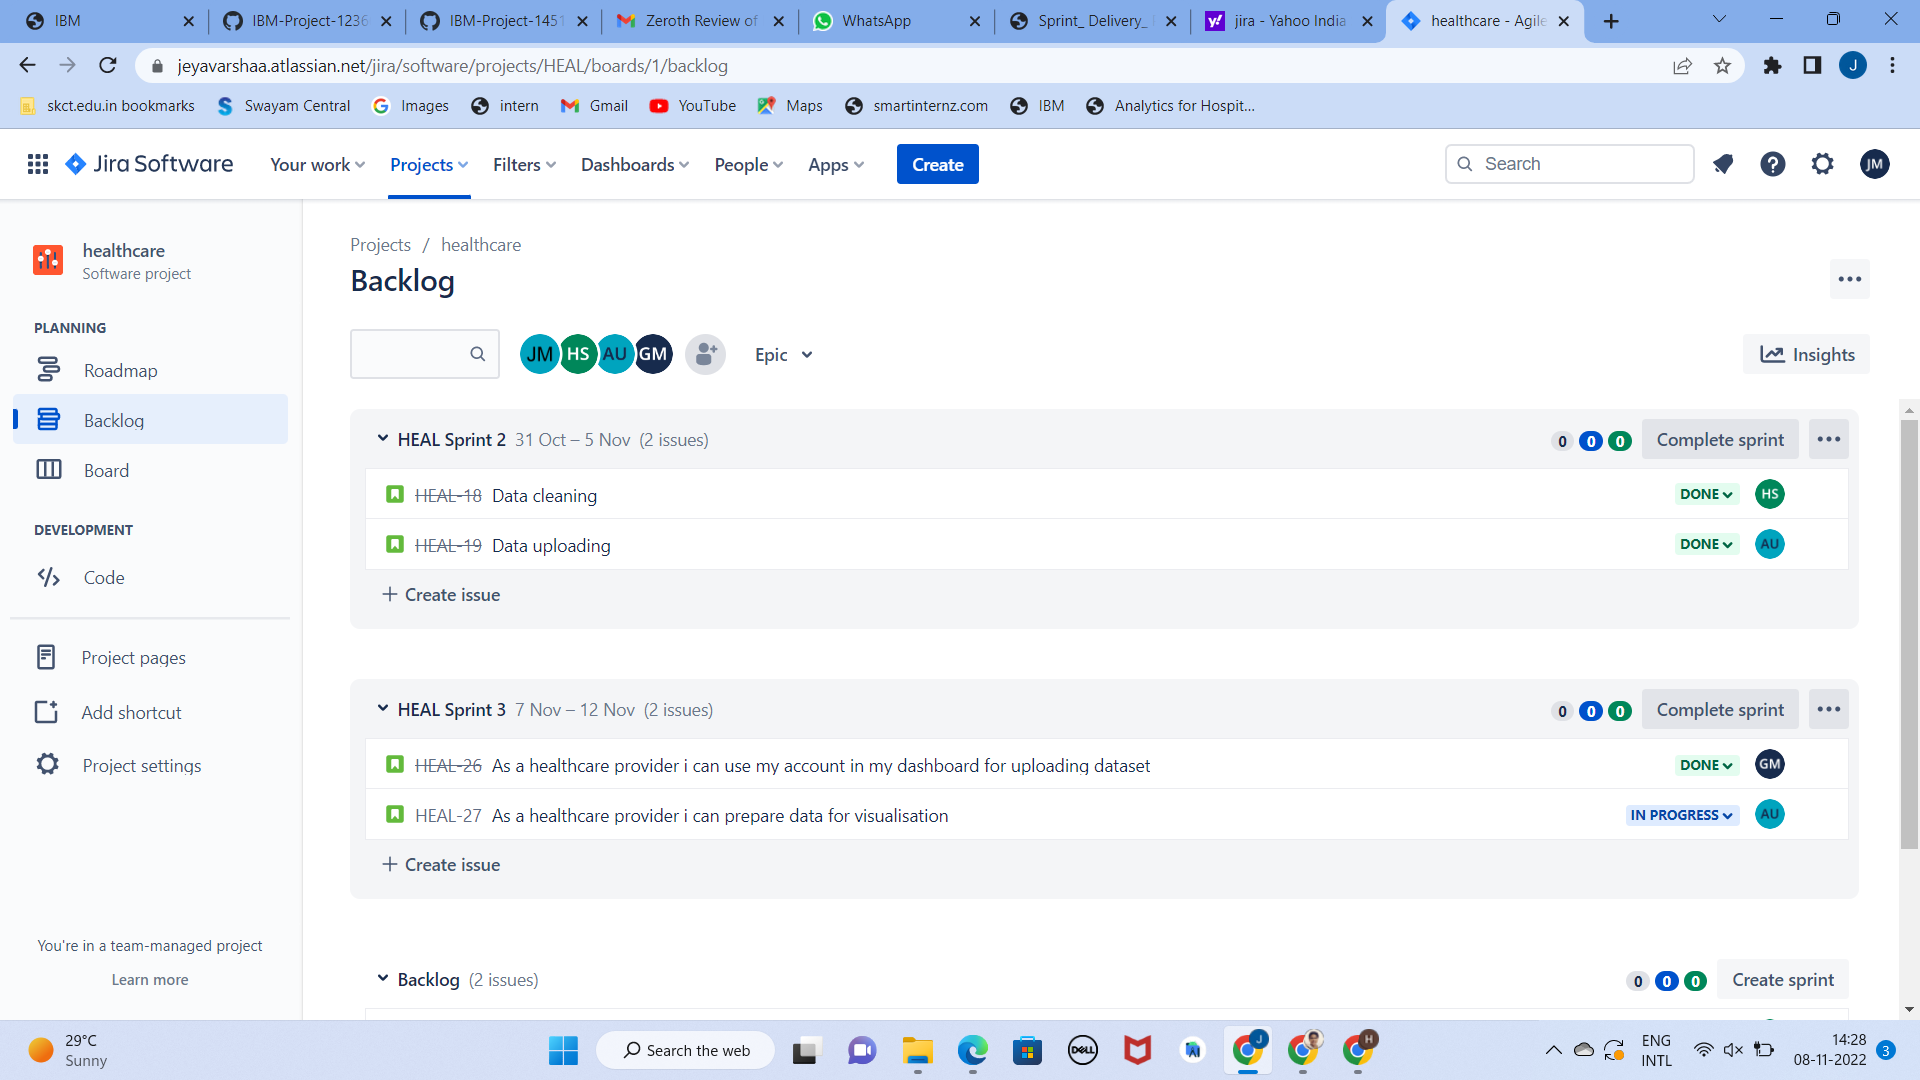 IBM
IBM-Project-1236
IBM-Project-1451
Zeroth Review of
WhatsApp
Sprint_ Delivery_
jira - Yahoo India
healthcare - Agile
jeyavarshaa.atlassian.net/jira/software/projects/HEAL/boards/1/backlog
J
skct.edu.in bookmarks
Swayam Central
Images
intern
Gmail
YouTube
Maps
smartinternz.com
IBM
Analytics for Hospit...
Jira Software
Your work
Projects
Filters
Dashboards
People
Apps
Create
Search
JM
healthcare
Software project
PLANNING
Roadmap
Backlog
Board
DEVELOPMENT
Code
Project pages
Add shortcut
Project settings
You're in a team-managed project
Learn more
Projects / healthcare
Backlog
JM HS AU GM
Epic
Insights
HEAL Sprint 2 31 Oct – 5 Nov (2 issues)
0 0 0
Complete sprint
HEAL-18 Data cleaning
DONE
HS
HEAL-19 Data uploading
DONE
AU
+ Create issue
HEAL Sprint 3 7 Nov – 12 Nov (2 issues)
0 0 0
Complete sprint
HEAL-26 As a healthcare provider i can use my account in my dashboard for uploading dataset
DONE
GM
HEAL-27 As a healthcare provider i can prepare data for visualisation
IN PROGRESS
AU
+ Create issue
Backlog (2 issues)
0 0 0
Create sprint
29°C
Sunny
Search the web
DELL
J
H
ENG
INTL
14:28
08-11-2022
3